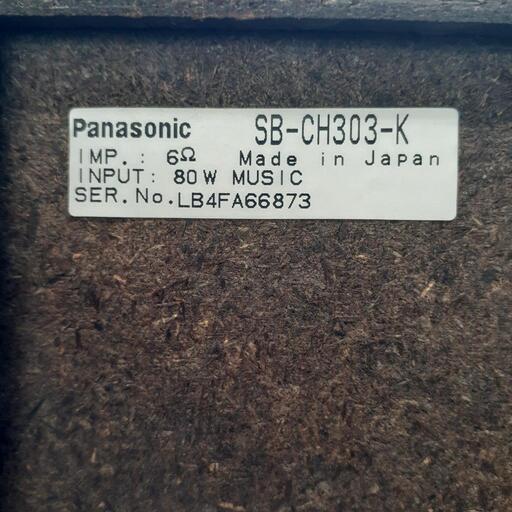 Panasonic SB-CH303-K
IMP.: 6Ω Made in Japan
INPUT: 80W MUSIC
SER.No.LB4FA66873